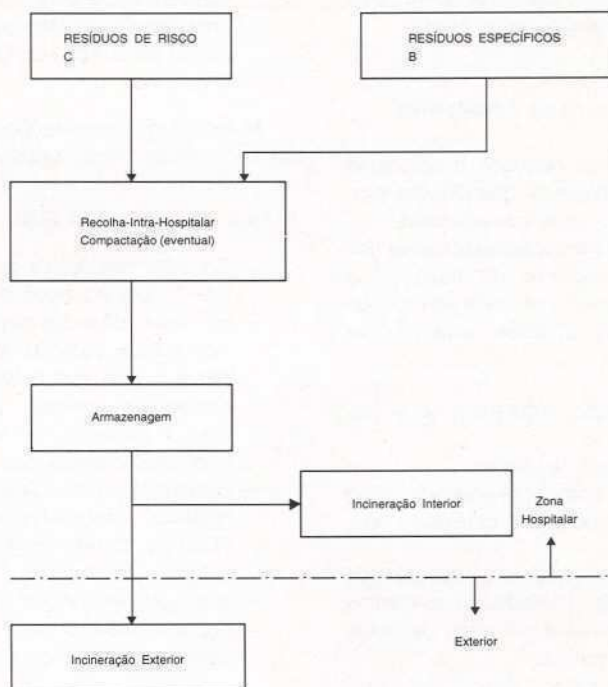 RESÍDUOS DE RISCO
C
RESÍDUOS ESPECÍFICOS
B
Recolha-Intra-Hospitalar
Compactação (eventual)
Armazenagem
Incineração Interior
Zona
Hospitalar
Exterior
Incineração Exterior